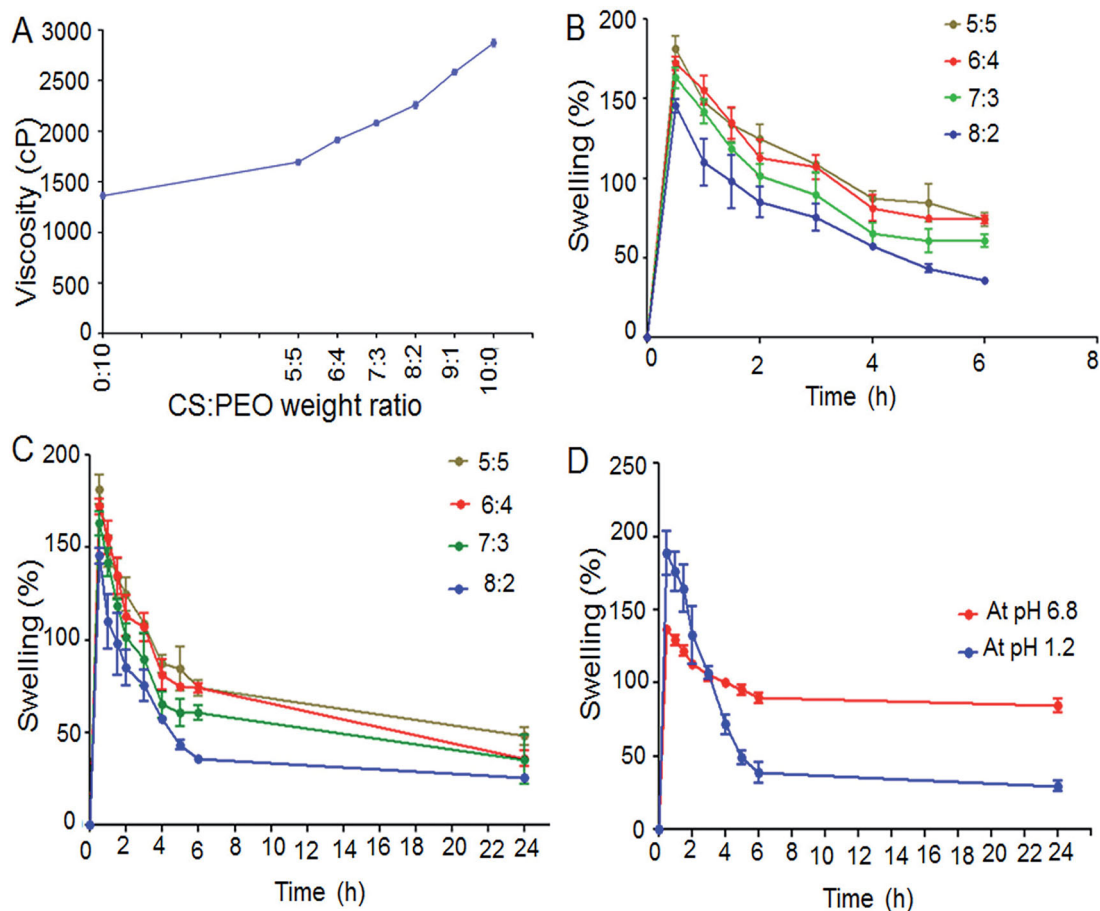 A
3000
2500
2000
1500
1000
500
0
Viscosity (cP)
0:10
5:5
6:4
7:3
8:2
9:1
10:0
CS:PEO weight ratio
B
200
150
100
50
0
Swelling (%)
5:5
6:4
7:3
8:2
0 2 4 6 8
Time (h)
C
200
150
100
50
0
Swelling (%)
5:5
6:4
7:3
8:2
0 2 4 6 8 10 12 14 16 18 20 22 24
Time (h)
D
250
200
150
100
50
0
Swelling (%)
At pH 6.8
At pH 1.2
0 2 4 6 8 10 12 14 16 18 20 22 24
Time (h)